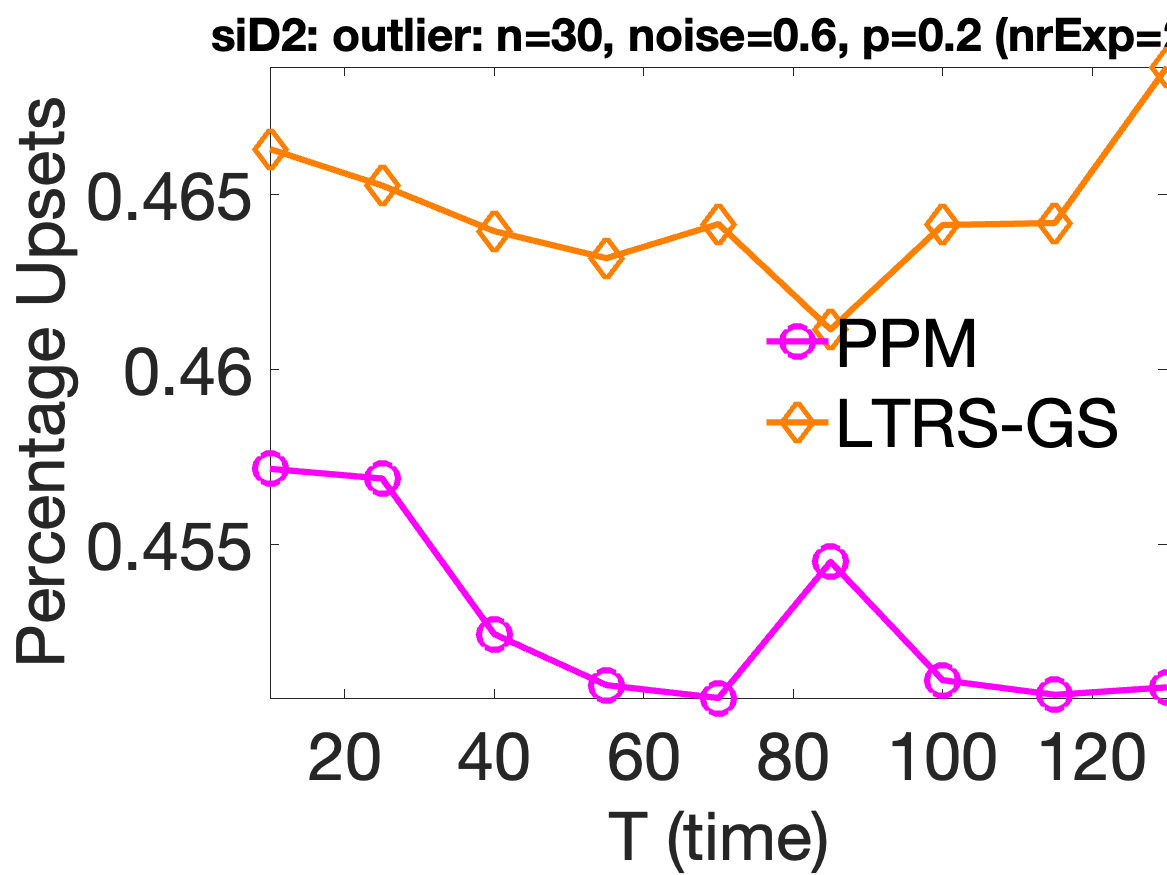 siD2: outlier: n=30, noise=0.6, p=0.2 (nrExp=
Percentage Upsets
0.465
0.46
0.455
PPM
LTRS-GS
20 40 60 80 100 120
T (time)